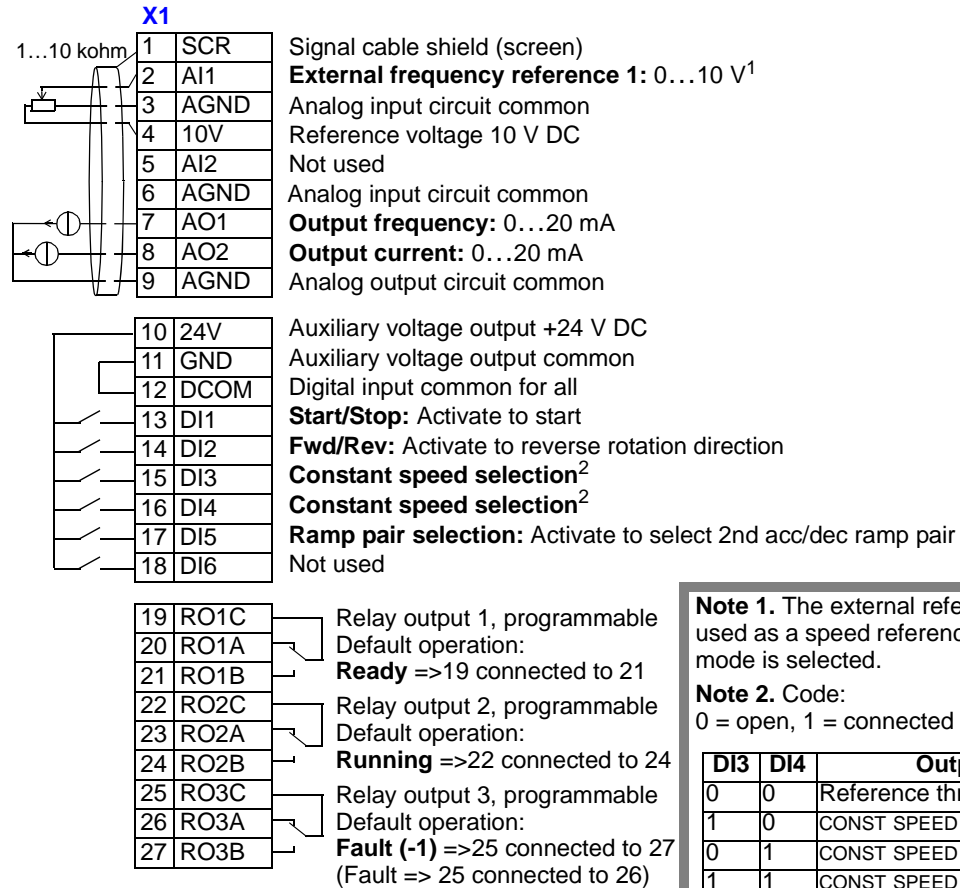 X1
1…10 kohm
1 SCR Signal cable shield (screen)
2 AI1 External frequency reference 1: 0…10 V1
3 AGND Analog input circuit common
4 10V Reference voltage 10 V DC
5 AI2 Not used
6 AGND Analog input circuit common
7 AO1 Output frequency: 0…20 mA
8 AO2 Output current: 0…20 mA
9 AGND Analog output circuit common
10 24V Auxiliary voltage output +24 V DC
11 GND Auxiliary voltage output common
12 DCOM Digital input common for all
13 DI1 Start/Stop: Activate to start
14 DI2 Fwd/Rev: Activate to reverse rotation direction
15 DI3 Constant speed selection2
16 DI4 Constant speed selection2
17 DI5 Ramp pair selection: Activate to select 2nd acc/dec ramp pair
18 DI6 Not used
19 RO1C Relay output 1, programmable
20 RO1A Default operation:
21 RO1B Ready =>19 connected to 21
22 RO2C Relay output 2, programmable
23 RO2A Default operation:
24 RO2B Running =>22 connected to 24
25 RO3C Relay output 3, programmable
26 RO3A Default operation:
27 RO3B Fault (-1) =>25 connected to 27
(Fault => 25 connected to 26)
Note 1. The external
used as a speed
mode is selected.
Note 2. Code:
0 = open, 1 = connected
DI3 DI4
0 0 Reference
1 0 CONST SPEED
0 1 CONST SPEED
1 1 CONST SPEED